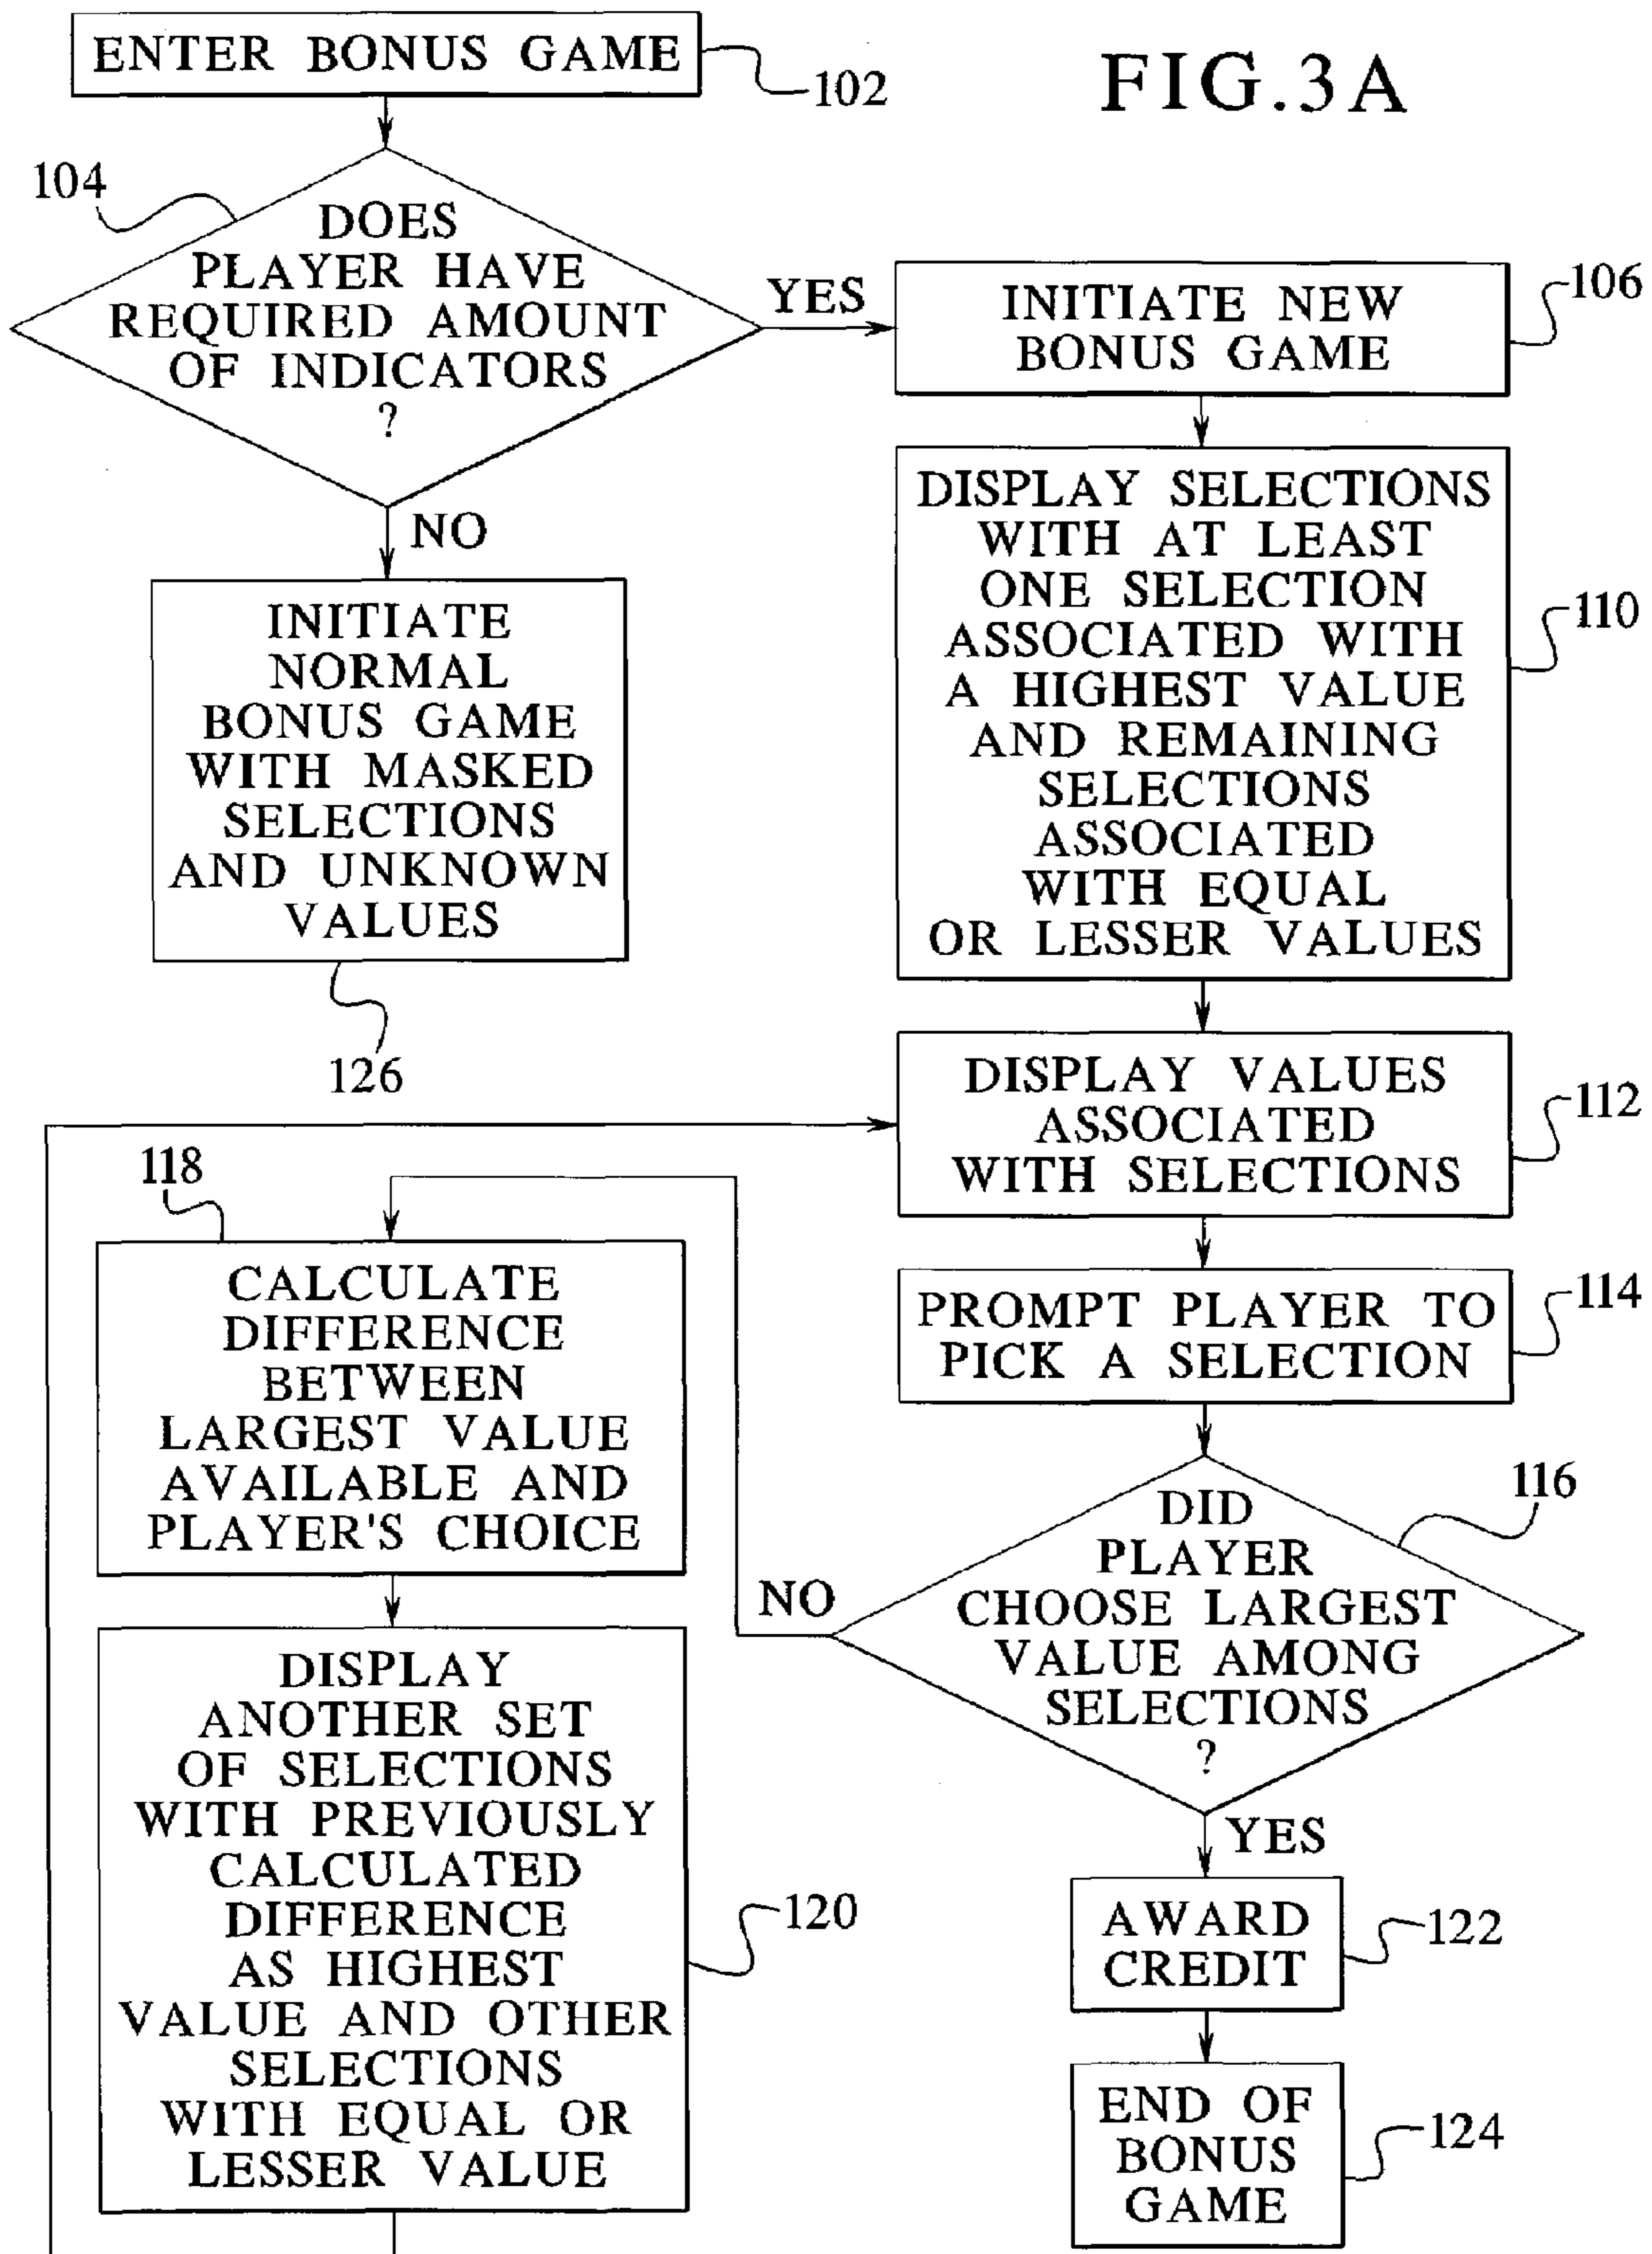 ENTER BONUS GAME
102
FIG.3A
104
DOES
PLAYER HAVE
REQUIRED AMOUNT
OF INDICATORS
?
YES
NO
INITIATE NEW
BONUS GAME
106
DISPLAY SELECTIONS
WITH AT LEAST
ONE SELECTION
ASSOCIATED WITH
A HIGHEST VALUE
AND REMAINING
SELECTIONS
ASSOCIATED
WITH EQUAL
OR LESSER VALUES
110
INITIATE
NORMAL
BONUS GAME
WITH MASKED
SELECTIONS
AND UNKNOWN
VALUES
126
DISPLAY VALUES
ASSOCIATED
WITH SELECTIONS
112
PROMPT PLAYER TO
PICK A SELECTION
114
DID
PLAYER
CHOOSE LARGEST
VALUE AMONG
SELECTIONS
?
116
NO
YES
118
CALCULATE
DIFFERENCE
BETWEEN
LARGEST VALUE
AVAILABLE AND
PLAYER'S CHOICE
DISPLAY
ANOTHER SET
OF SELECTIONS
WITH PREVIOUSLY
CALCULATED
DIFFERENCE
AS HIGHEST
VALUE AND OTHER
SELECTIONS
WITH EQUAL OR
LESSER VALUE
120
AWARD
CREDIT
122
END OF
BONUS
GAME
124